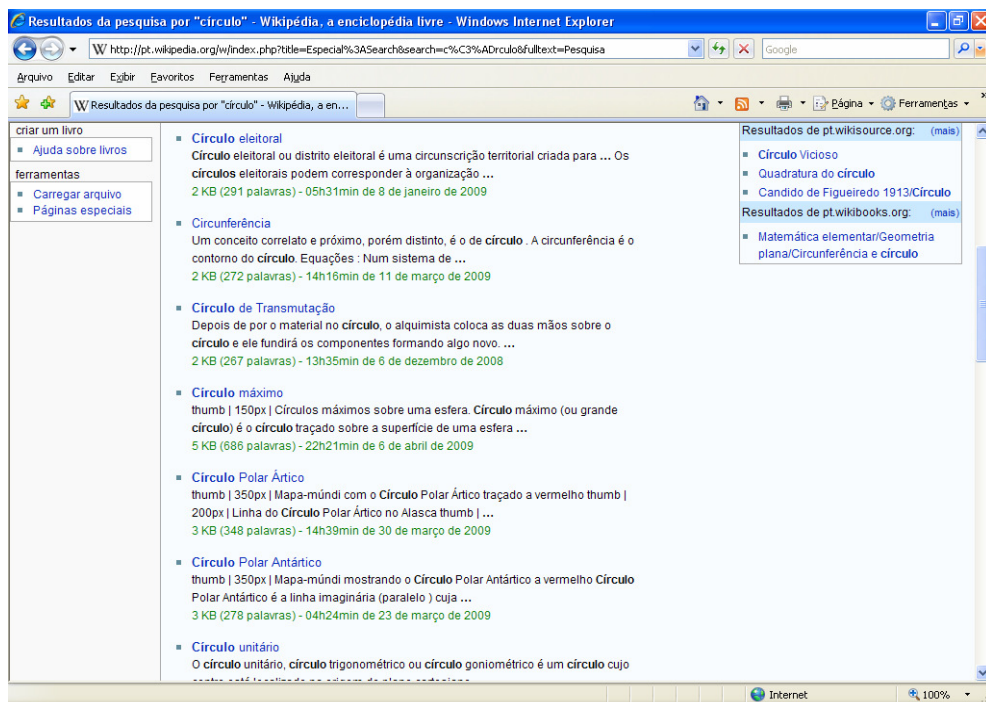 Resultados da pesquisa por "círculo" - Wikipédia, a enciclopédia livre - Windows Internet Explorer
http://pt.wikipedia.org/w/index.php?title=Especial%3ASearch&search=c%C3%ADrculo&fulltext=Pesquisa
Google
Arquivo Editar Exibir Favoritos Ferramentas Ajuda
W Resultados da pesquisa por "círculo" - Wikipédia, a en...
Página Ferramentas
criar um livro
Ajuda sobre livros
ferramentas
Carregar arquivo
Páginas especiais
Círculo eleitoral
Círculo eleitoral ou distrito eleitoral é uma circunscrição territorial criada para ... Os
círculos eleitorais podem corresponder à organização ...
2 KB (291 palavras) - 05h31min de 8 de janeiro de 2009
Circunferência
Um conceito correlato e próximo, porém distinto, é o de círculo . A circunferência é o
contorno do círculo. Equações : Num sistema de ...
2 KB (272 palavras) - 14h16min de 11 de março de 2009
Círculo de Transmutação
Depois de por o material no círculo, o alquimista coloca as duas mãos sobre o
círculo e ele fundirá os componentes formando algo novo. ...
2 KB (267 palavras) - 13h35min de 6 de dezembro de 2008
Círculo máximo
thumb | 150px | Círculos máximos sobre uma esfera. Círculo máximo (ou grande
círculo) é o círculo traçado sobre a superfície de uma esfera ...
5 KB (686 palavras) - 22h21min de 6 de abril de 2009
Círculo Polar Ártico
thumb | 350px | Mapa-múndi com o Círculo Polar Ártico traçado a vermelho thumb |
200px | Linha do Círculo Polar Ártico no Alasca thumb | ...
3 KB (348 palavras) - 14h39min de 30 de março de 2009
Círculo Polar Antártico
thumb | 350px | Mapa-múndi mostrando o Círculo Polar Antártico a vermelho Círculo
Polar Antártico é a linha imaginária (paralelo ) cuja ...
3 KB (278 palavras) - 04h24min de 23 de março de 2009
Círculo unitário
O círculo unitário, círculo trigonométrico ou círculo goniométrico é um círculo cujo
Resultados de pt.wikisource.org: (mais)
Círculo Vicioso
Quadratura do círculo
Candido de Figueiredo 1913/Círculo
Resultados de pt.wikibooks.org: (mais)
Matemática elementar/Geometria
plana/Circunferência e círculo
Internet
100%